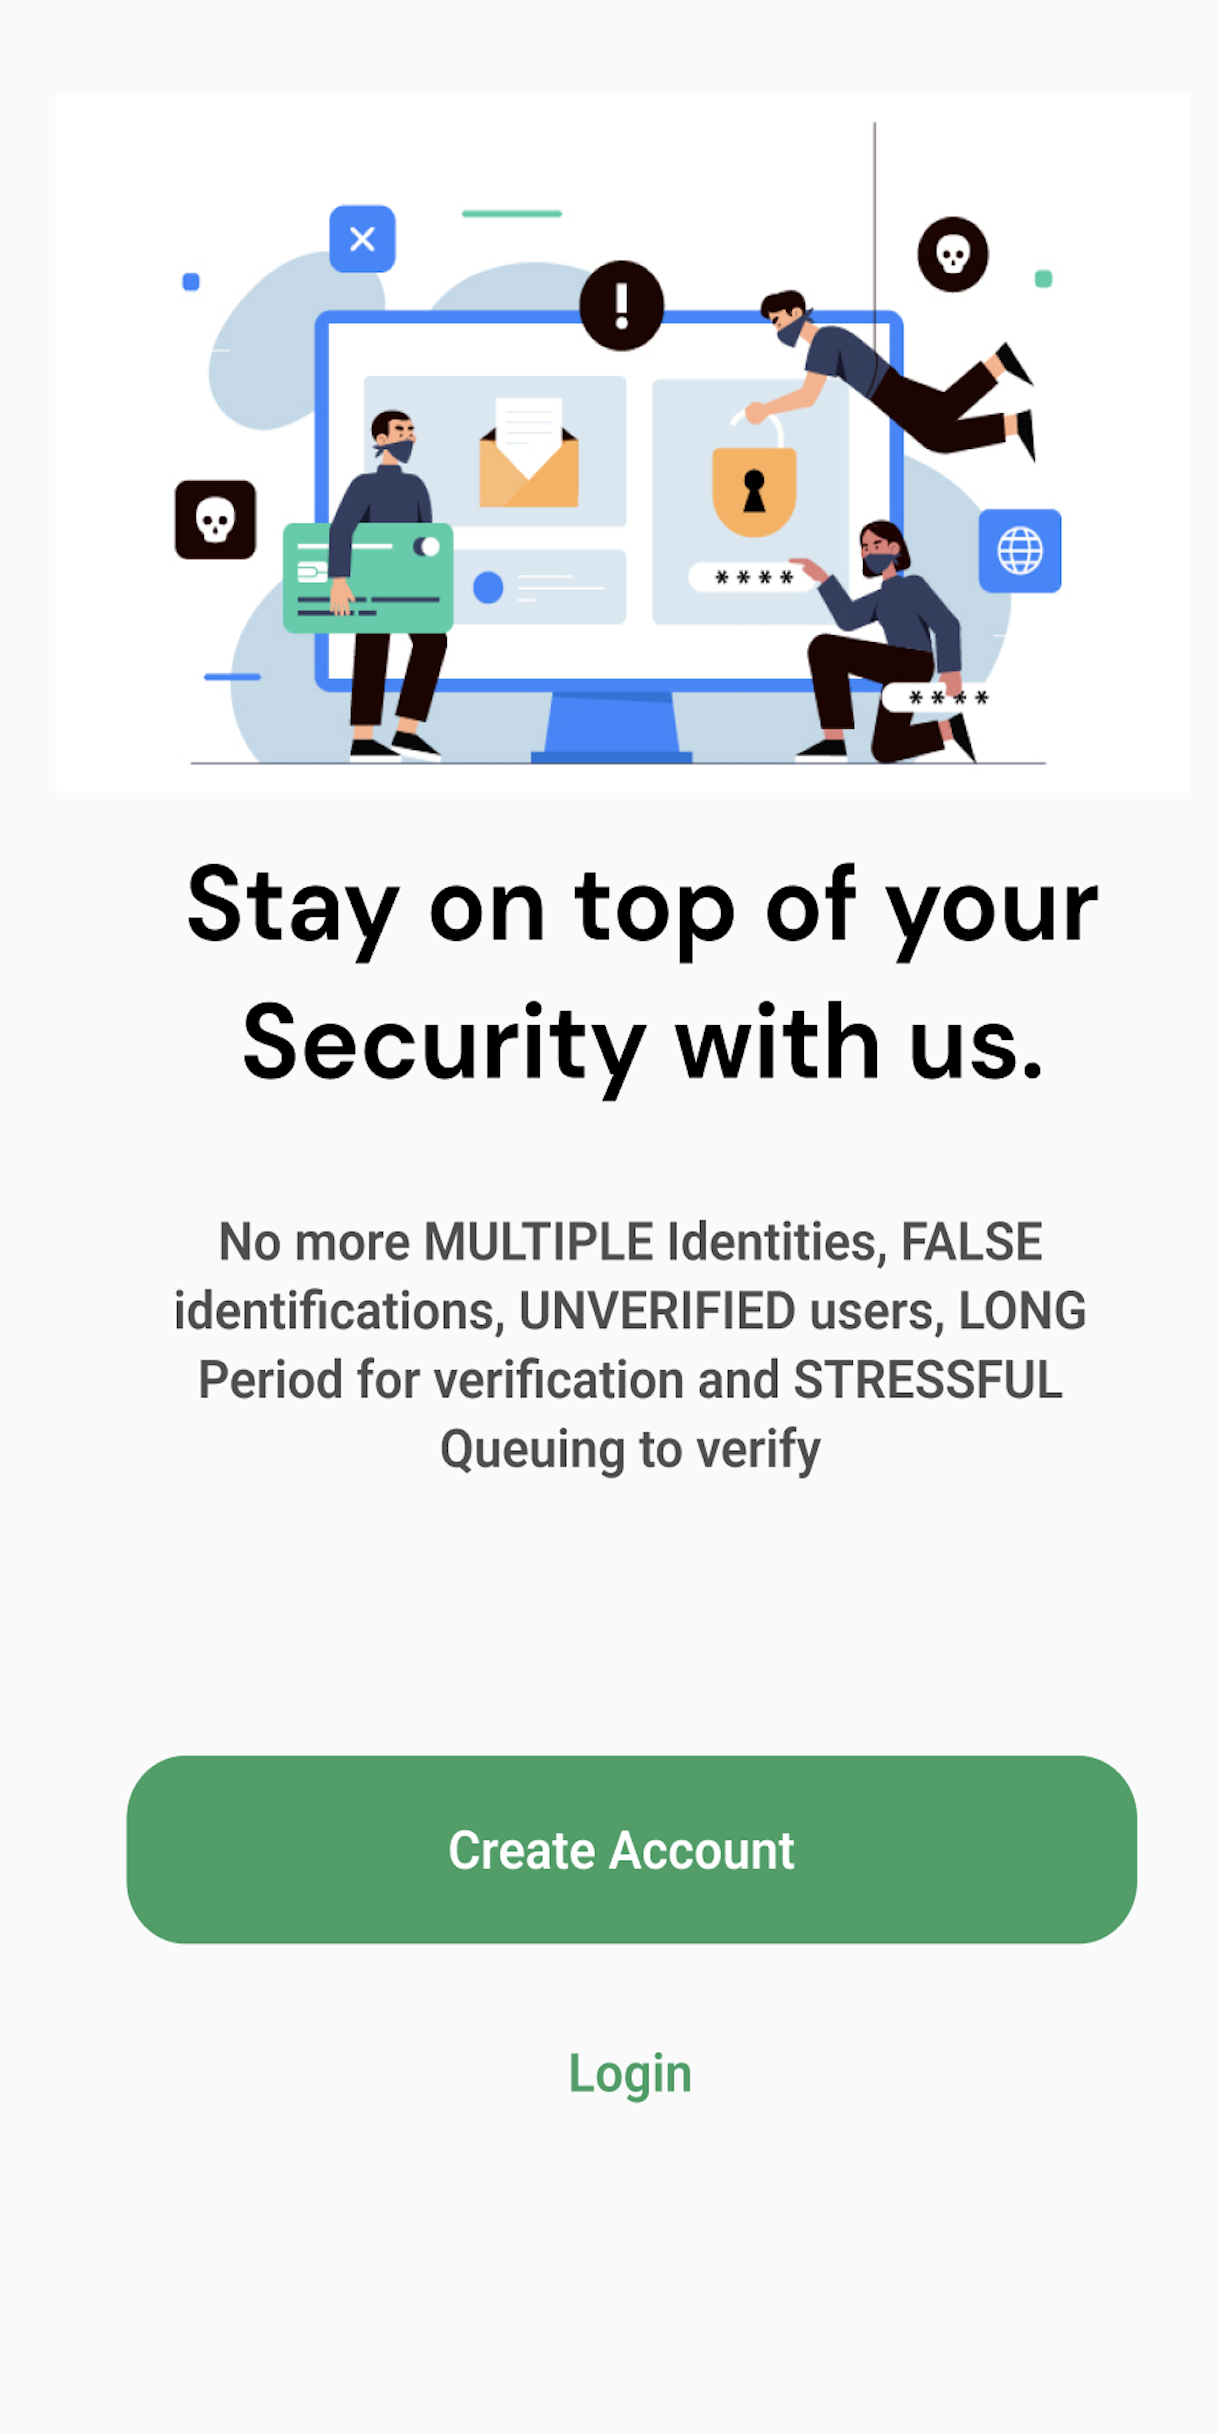 ****
****
Stay on top of your
Security with us.
No more MULTIPLE Identities, FALSE
identifications, UNVERIFIED users, LONG
Period for verification and STRESSFUL
Queuing to verify
Create Account
Login